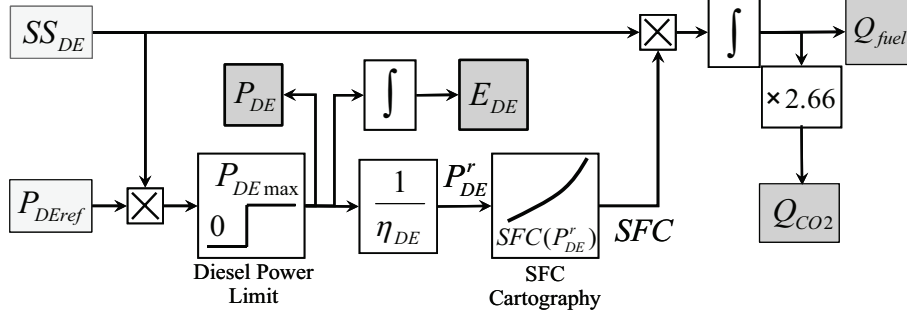 SS_DE
Q_fuel
∫
×2.66
P_DE
∫
E_DE
P_DEref
P_DE max
0
1
η_DE
P^r_DE
SFC(P^r_DE)
SFC
Q_CO2
Diesel Power
Limit
SFC
Cartography